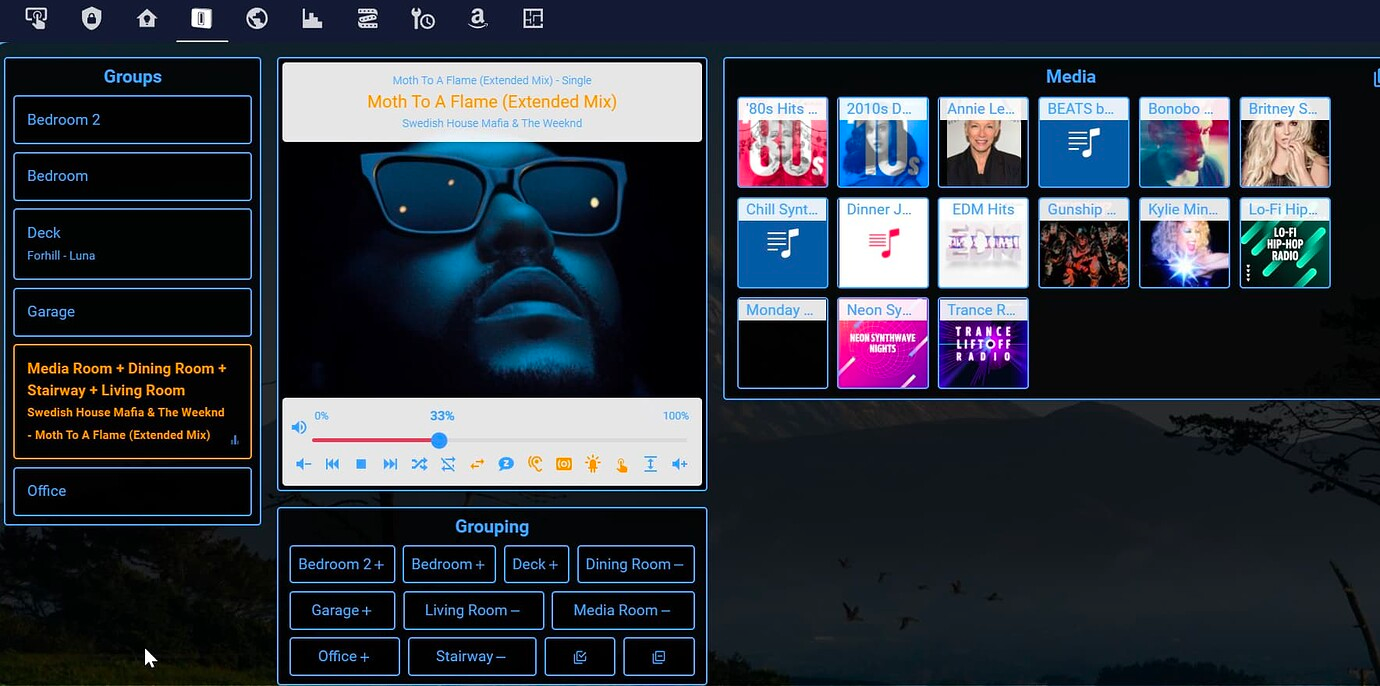 Groups
Bedroom 2
Bedroom
Deck
Forhill - Luna
Garage
Media Room + Dining Room +
Stairway + Living Room
Swedish House Mafia & The Weeknd
- Moth To A Flame (Extended Mix)
Office
Moth To A Flame (Extended Mix) - Single
Moth To A Flame (Extended Mix)
Swedish House Mafia & The Weeknd
0% 33% 100%
Grouping
Bedroom 2 + Bedroom + Deck + Dining Room −
Garage + Living Room − Media Room −
Office + Stairway −
Media
'80s Hits ... 2010s D... Annie Le... BEATS b... Bonobo ... Britney S...
80s 10s
Chill Synt... Dinner J... EDM Hits Gunship ... Kylie Min... Lo-Fi Hip...
EDM
LO-FI
HIP-HOP
RADIO
Monday ... Neon Sy... Trance R...
NEON SYNTHWAVE
NIGHTS
TRANCE
LIFTOFF
RADIO